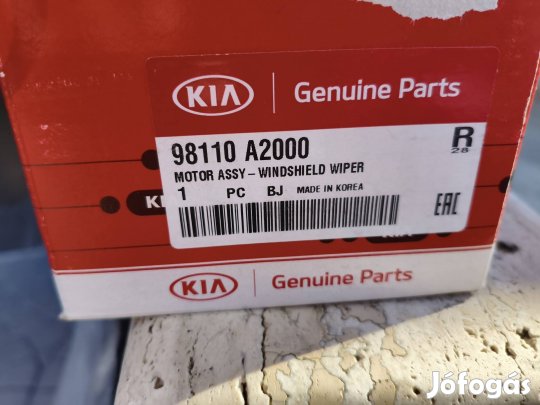 KIA Genuine Parts
98110 A2000
R
28
MOTOR ASSY - WINDSHIELD WIPER
1 PC BJ MADE IN KOREA
EAC
KIA
KIA Genuine Parts
Jófogás